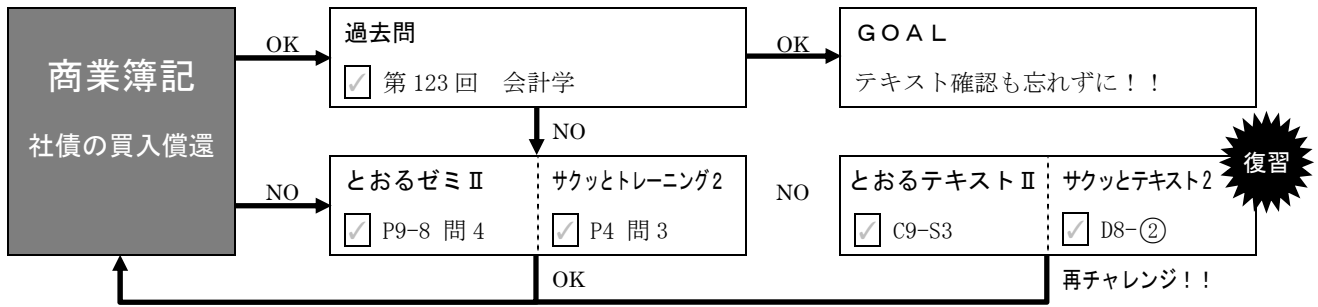 商業簿記
社債の買入償還
OK
過去問
✓ 第123回 会計学
OK
GOAL
テキスト確認も忘れずに!!
NO
NO
とおるゼミⅡ
✓ P9-8 問4
サクッとトレーニング2
✓ P4 問3
NO
とおるテキストⅡ
✓ C9-S3
サクッとテキスト2
✓ D8-②
復習
OK
再チャレンジ!!